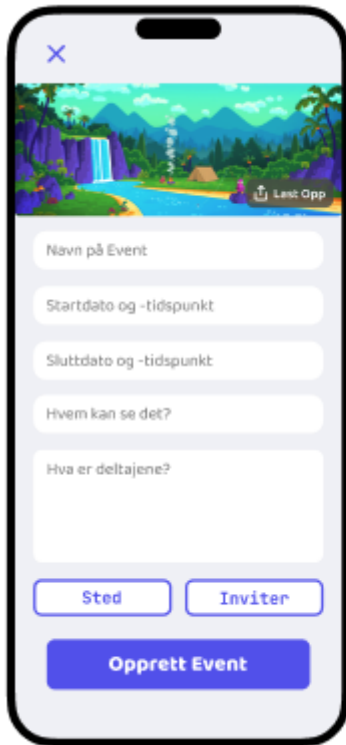 Last Opp
Navn på Event
Startdato og -tidspunkt
Sluttdato og -tidspunkt
Hvem kan se det?
Hva er deltajene?
Sted
Inviter
Opprett Event